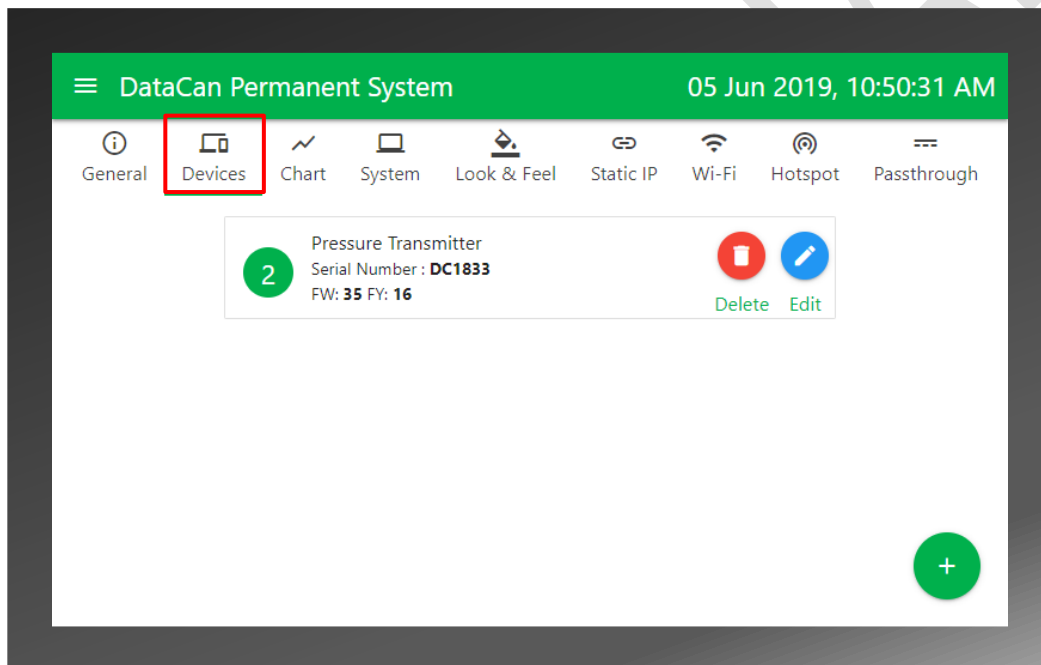 DataCan Permanent System 05 Jun 2019, 10:50:31 AM
General Devices Chart System Look & Feel Static IP Wi-Fi Hotspot Passthrough
2
Pressure Transmitter
Serial Number : DC1833
FW: 35 FY: 16
Delete Edit
+